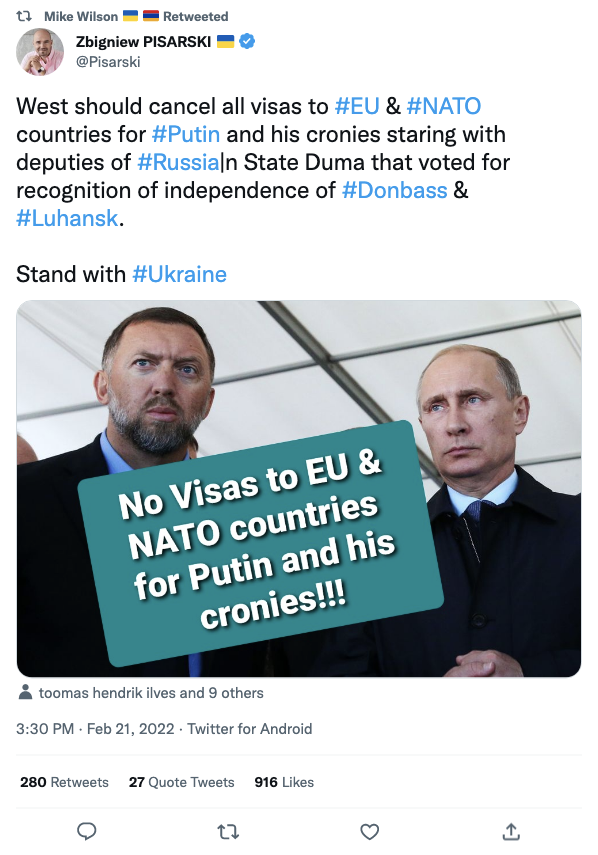 Mike Wilson 🇺🇦 🇦🇲 Retweeted
Zbigniew PISARSKI 🇺🇦
@Pisarski
West should cancel all visas to #EU & #NATO
countries for #Putin and his cronies staring with
deputies of #Russia|n State Duma that voted for
recognition of independence of #Donbass &
#Luhansk.
Stand with #Ukraine
No Visas to EU &
NATO countries
for Putin and his
cronies!!!
toomas hendrik ilves and 9 others
3:30 PM · Feb 21, 2022 · Twitter for Android
280 Retweets 27 Quote Tweets 916 Likes